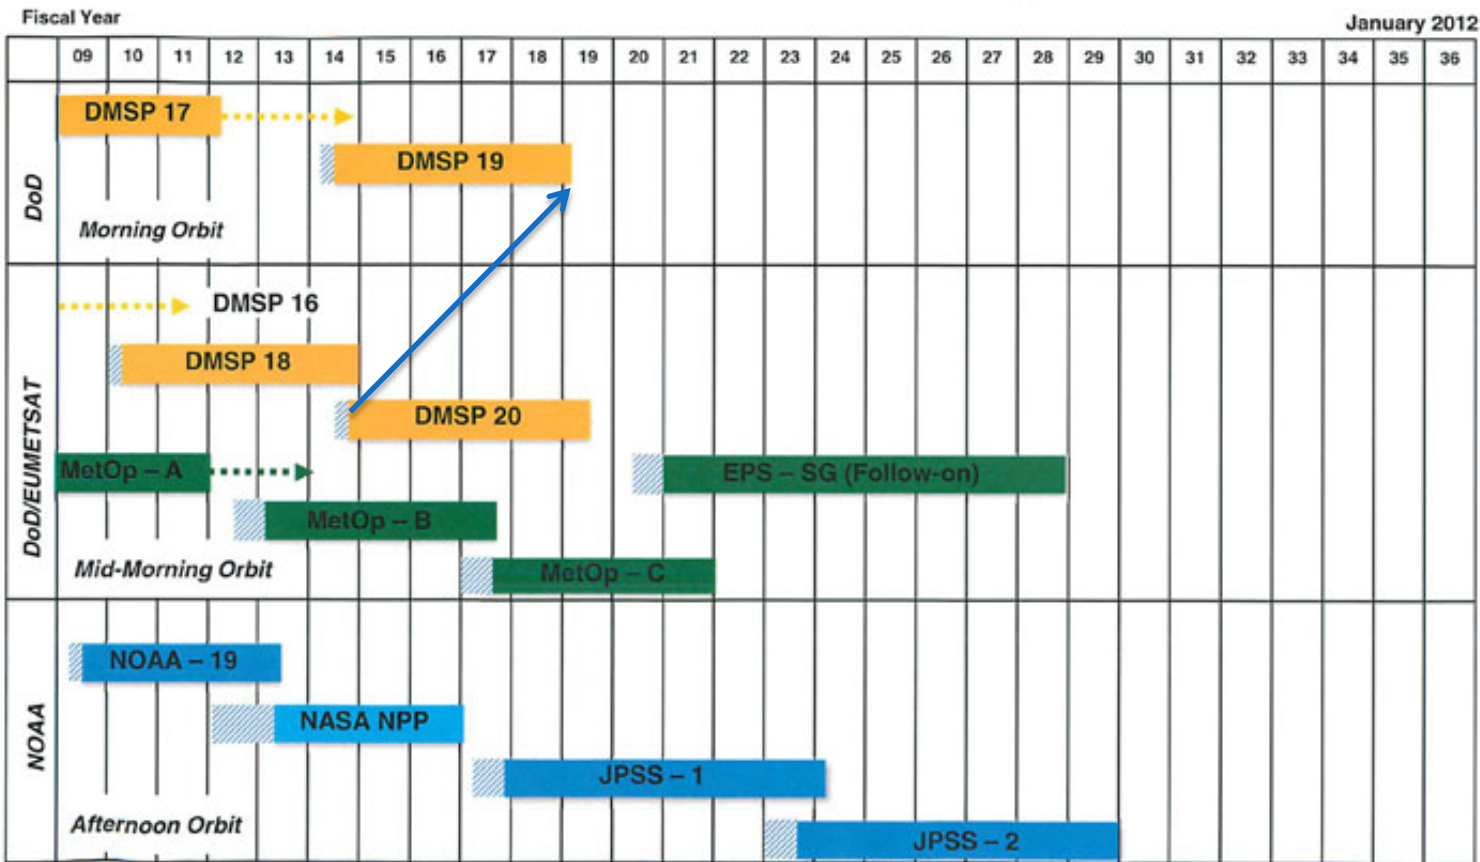 Fiscal Year
January 2012
09 10 11 12 13 14 15 16 17 18 19 20 21 22 23 24 25 26 27 28 29 30 31 32 33 34 35 36
DoD
DMSP 17
DMSP 19
Morning Orbit
DoD/EUMETSAT
DMSP 16
DMSP 18
DMSP 20
MetOp – A
EPS – SG (Follow-on)
MetOp – B
MetOp – C
Mid-Morning Orbit
NOAA
NOAA – 19
NASA NPP
JPSS – 1
Afternoon Orbit
JPSS – 2